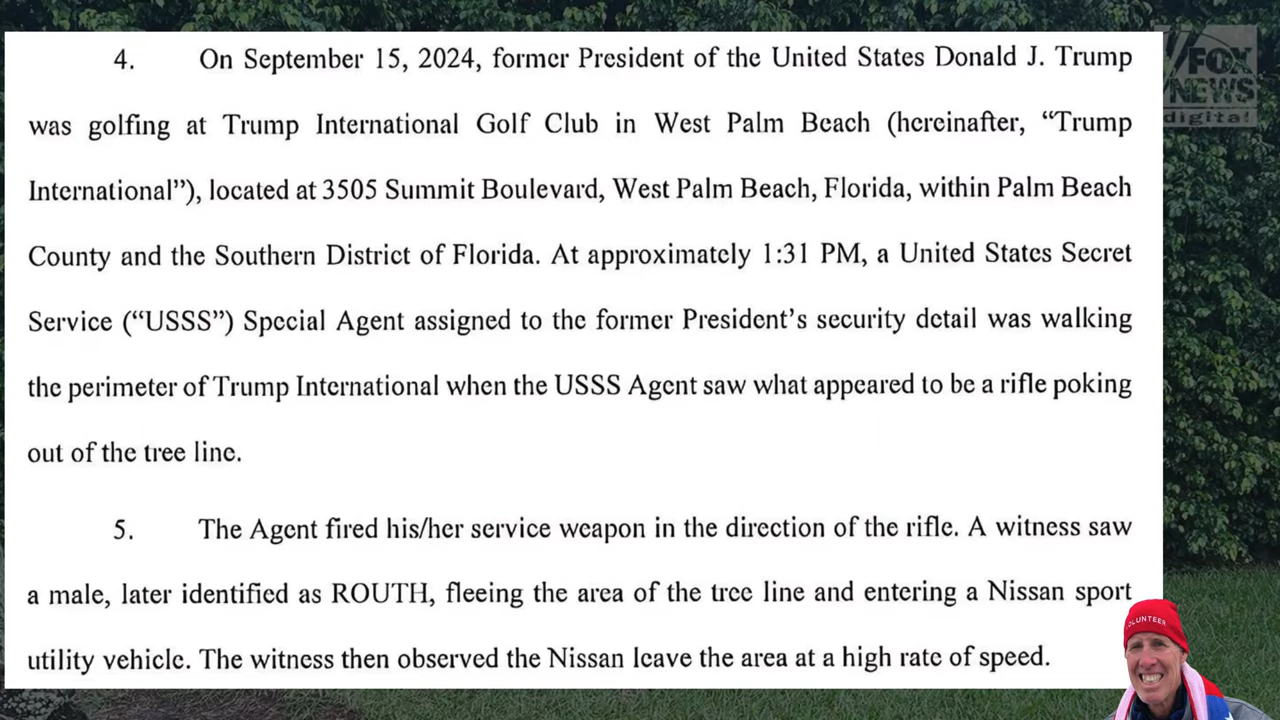 4. On September 15, 2024, former President of the United States Donald J. Trump
was golfing at Trump International Golf Club in West Palm Beach (hereinafter, “Trump
International”), located at 3505 Summit Boulevard, West Palm Beach, Florida, within Palm Beach
County and the Southern District of Florida. At approximately 1:31 PM, a United States Secret
Service (“USSS”) Special Agent assigned to the former President’s security detail was walking
the perimeter of Trump International when the USSS Agent saw what appeared to be a rifle poking
out of the tree line.
5. The Agent fired his/her service weapon in the direction of the rifle. A witness saw
a male, later identified as ROUTH, fleeing the area of the tree line and entering a Nissan sport
utility vehicle. The witness then observed the Nissan leave the area at a high rate of speed.
FOX
NEWS
digital
VOLUNTEER